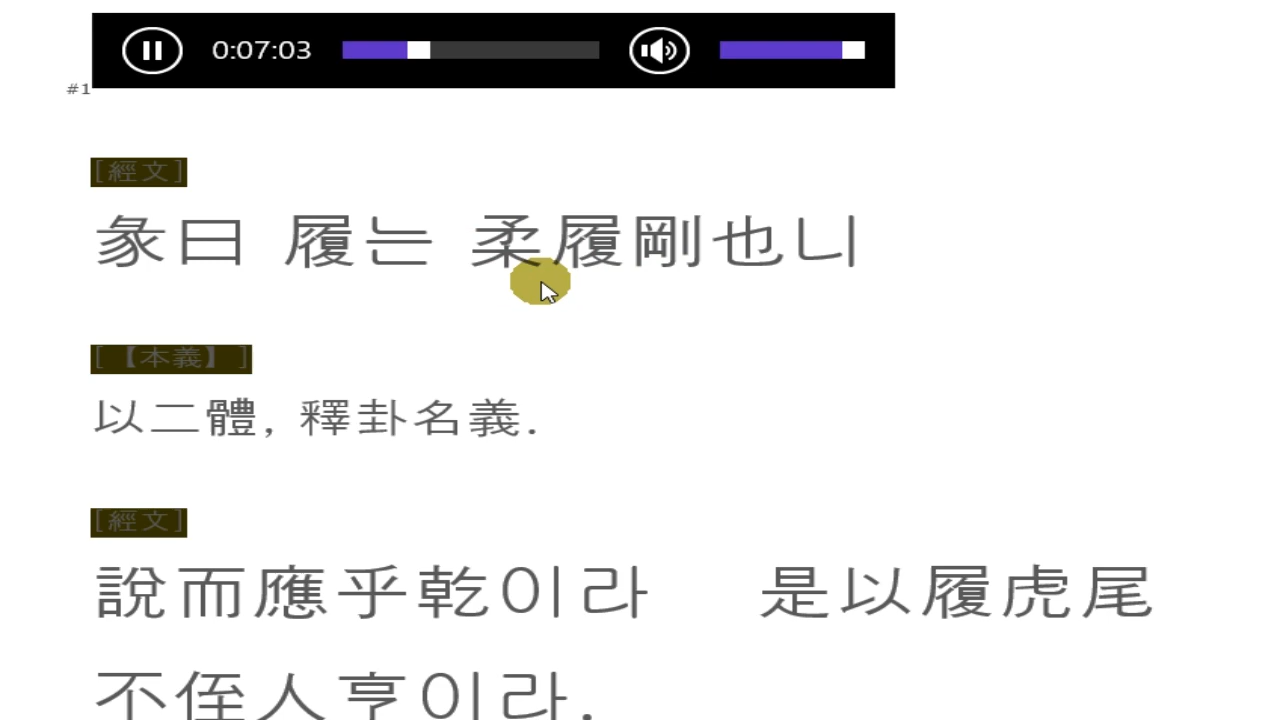 0:07:03
#1
[經文]
彖曰 履는 柔履剛也니
[【本義】]
以二體, 釋卦名義.
[經文]
說而應乎乾이라 是以履虎尾
不侄人亨이라.